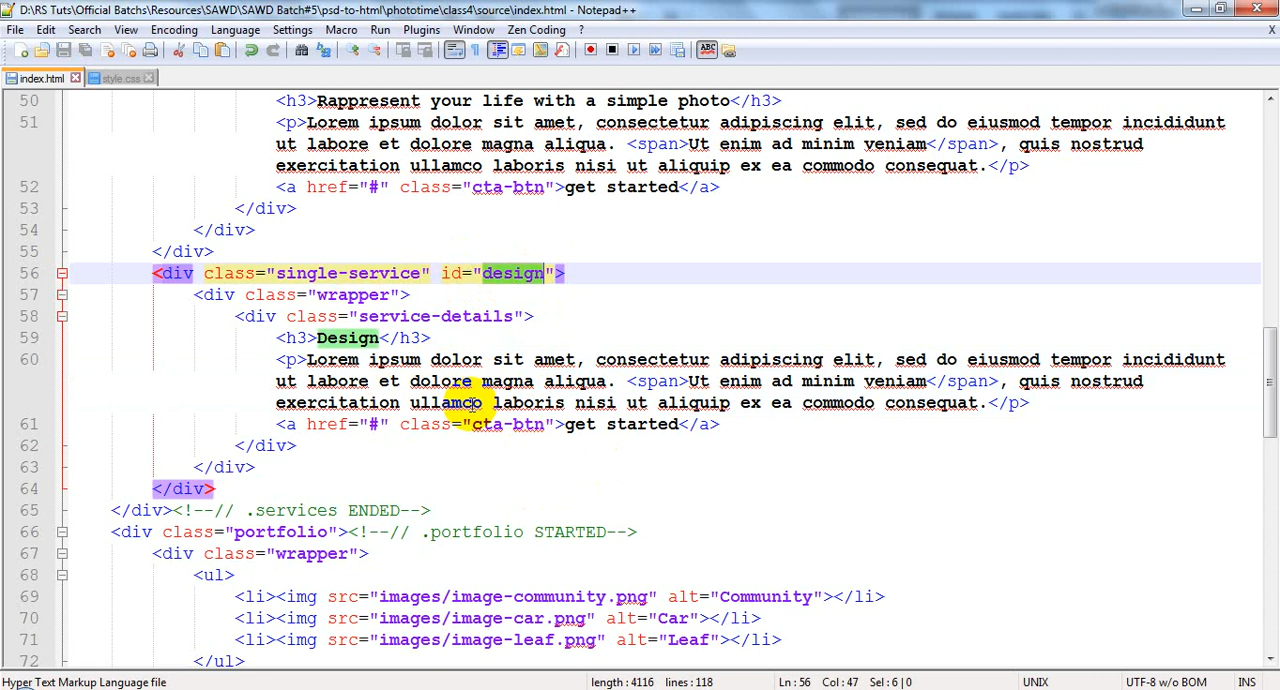 D:\RS Tuts\Official Batchs\Resources\SAWD\SAWD Batch#5\psd-to-html\phototime\class4\source\index.html - Notepad++
File Edit Search View Encoding Language Settings Macro Run Plugins Window Zen Coding ? X
index.html style.css
50 <h3>Rappresent your life with a simple photo</h3>
51 <p>Lorem ipsum dolor sit amet, consectetur adipiscing elit, sed do eiusmod tempor incididunt
ut labore et dolore magna aliqua. <span>Ut enim ad minim veniam</span>, quis nostrud
exercitation ullamco laboris nisi ut aliquip ex ea commodo consequat.</p>
52 <a href="#" class="cta-btn">get started</a>
53 </div>
54 </div>
55 </div>
56 <div class="single-service" id="design">
57 <div class="wrapper">
58 <div class="service-details">
59 <h3>Design</h3>
60 <p>Lorem ipsum dolor sit amet, consectetur adipiscing elit, sed do eiusmod tempor incididunt
ut labore et dolore magna aliqua. <span>Ut enim ad minim veniam</span>, quis nostrud
exercitation ullamco laboris nisi ut aliquip ex ea commodo consequat.</p>
61 <a href="#" class="cta-btn">get started</a>
62 </div>
63 </div>
64 </div>
65 </div><!--// .services ENDED-->
66 <div class="portfolio"><!--// .portfolio STARTED-->
67 <div class="wrapper">
68 <ul>
69 <li><img src="images/image-community.png" alt="Community"></li>
70 <li><img src="images/image-car.png" alt="Car"></li>
71 <li><img src="images/image-leaf.png" alt="Leaf"></li>
72 </ul>
Hyper Text Markup Language file length : 4116 lines : 118 Ln : 56 Col : 47 Sel : 6 | 0 UNIX UTF-8 w/o BOM INS